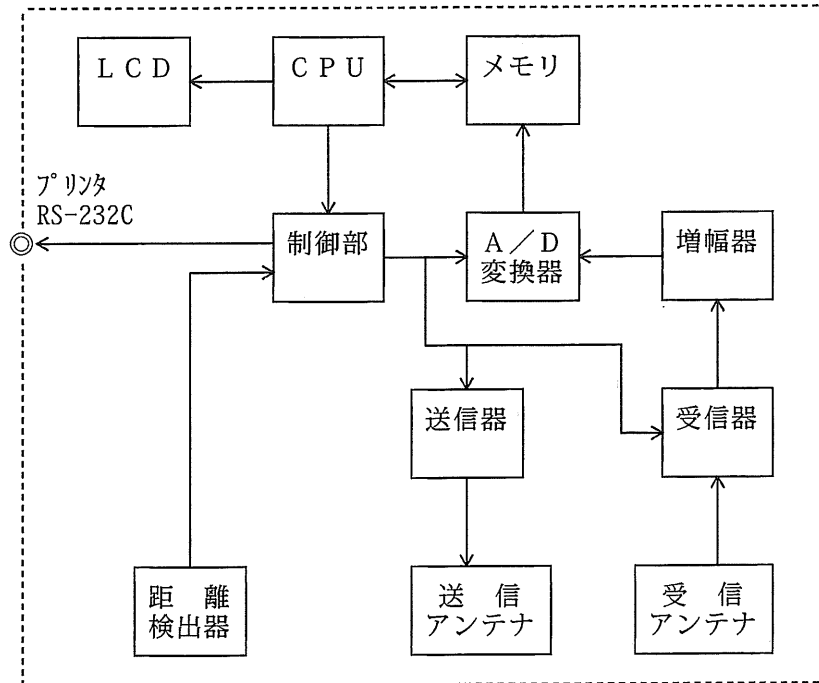 ＬＣＤ
ＣＰＵ
メモリ
プリンタ
RS-232C
制御部
Ａ／Ｄ
変換器
増幅器
送信器
受信器
距　離
検出器
送　信
アンテナ
受　信
アンテナ